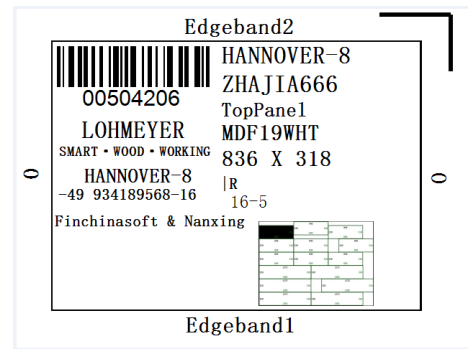 Edgeband2
00504206
LOHMEYER
SMART・WOOD・WORKING
HANNOVER-8
-49 934189568-16
Finchinasoft & Nanxing
HANNOVER-8
ZHAJIA666
TopPanel
MDF19WHT
836 X 318
|R
16-5
0
0
Edgeband1